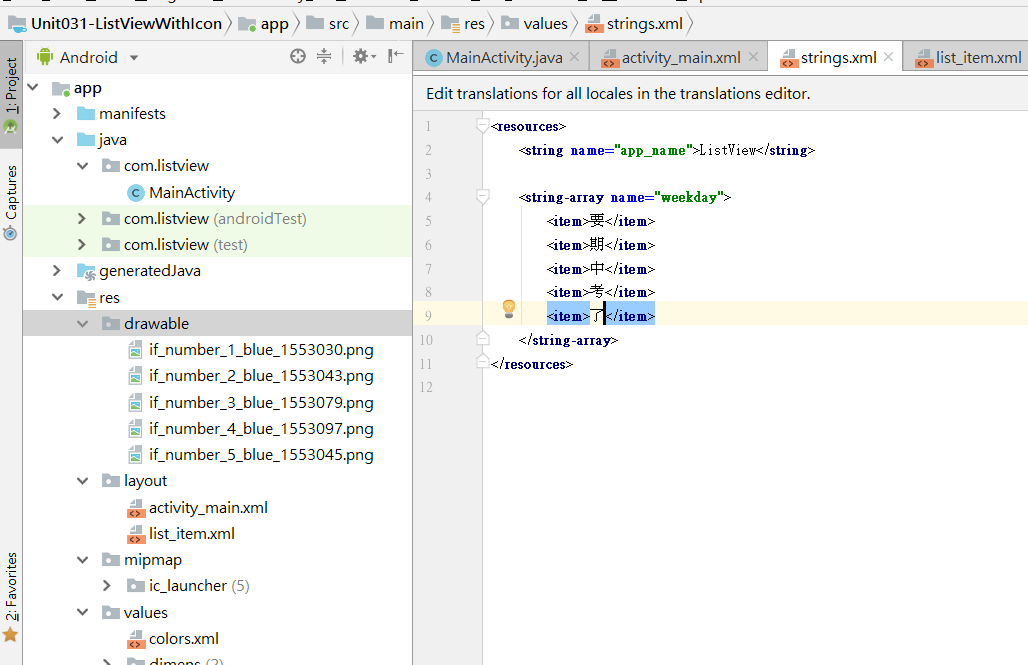 Unit031-ListViewWithIcon app src main res values strings.xml
Android
MainActivity.java activity_main.xml strings.xml list_item.xml
1: Project
Captures
2: Favorites
app
manifests
java
com.listview
MainActivity
com.listview (androidTest)
com.listview (test)
generatedJava
res
drawable
if_number_1_blue_1553030.png
if_number_2_blue_1553043.png
if_number_3_blue_1553079.png
if_number_4_blue_1553097.png
if_number_5_blue_1553045.png
layout
activity_main.xml
list_item.xml
mipmap
ic_launcher (5)
values
colors.xml
dimens (2)
Edit translations for all locales in the translations editor.
1 <resources>
2 <string name="app_name">ListView</string>
3
4 <string-array name="weekday">
5 <item>要</item>
6 <item>期</item>
7 <item>中</item>
8 <item>考</item>
9 <item>了</item>
10 </string-array>
11 </resources>
12